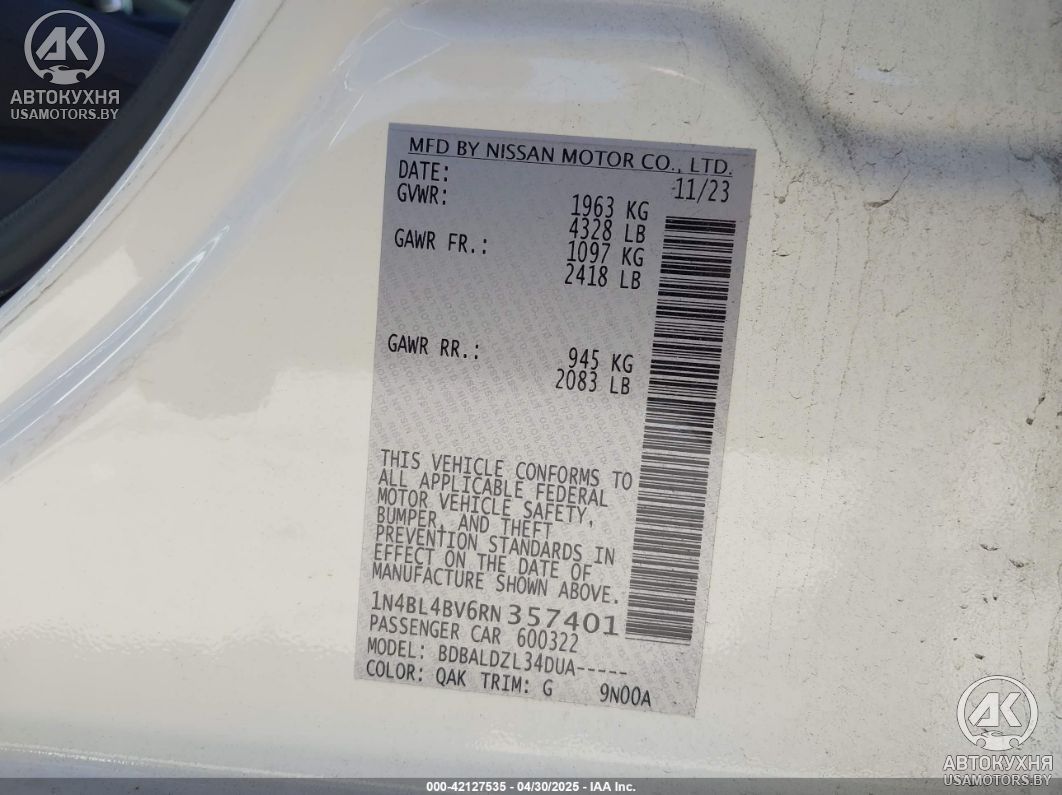 AK
АВТОКУХНЯ
USAMOTORS.BY
MFD BY NISSAN MOTOR CO., LTD.
DATE: 11/23
GVWR: 1963 KG
4328 LB
GAWR FR.: 1097 KG
2418 LB
GAWR RR.: 945 KG
2083 LB
THIS VEHICLE CONFORMS TO
ALL APPLICABLE FEDERAL
MOTOR VEHICLE SAFETY,
BUMPER, AND THEFT
PREVENTION STANDARDS IN
EFFECT ON THE DATE OF
MANUFACTURE SHOWN ABOVE.
1N4BL4BV6RN357401
PASSENGER CAR 600322
MODEL: BDBALDZL34DUA-----
COLOR: QAK TRIM: G 9N00A
AK
АВТОКУХНЯ
USAMOTORS.BY
000-42127535 - 04/30/2025 - IAA Inc.